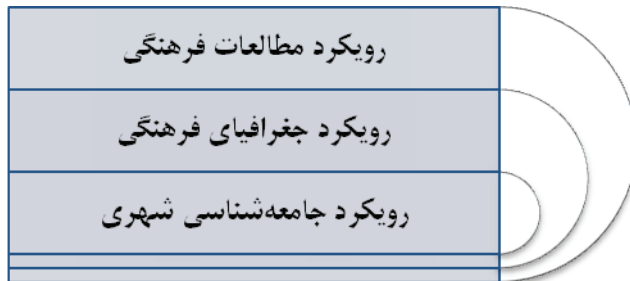 رویکرد مطالعات فرهنگی
رویکرد جغرافیای فرهنگی
رویکرد جامعه‌شناسی شهری